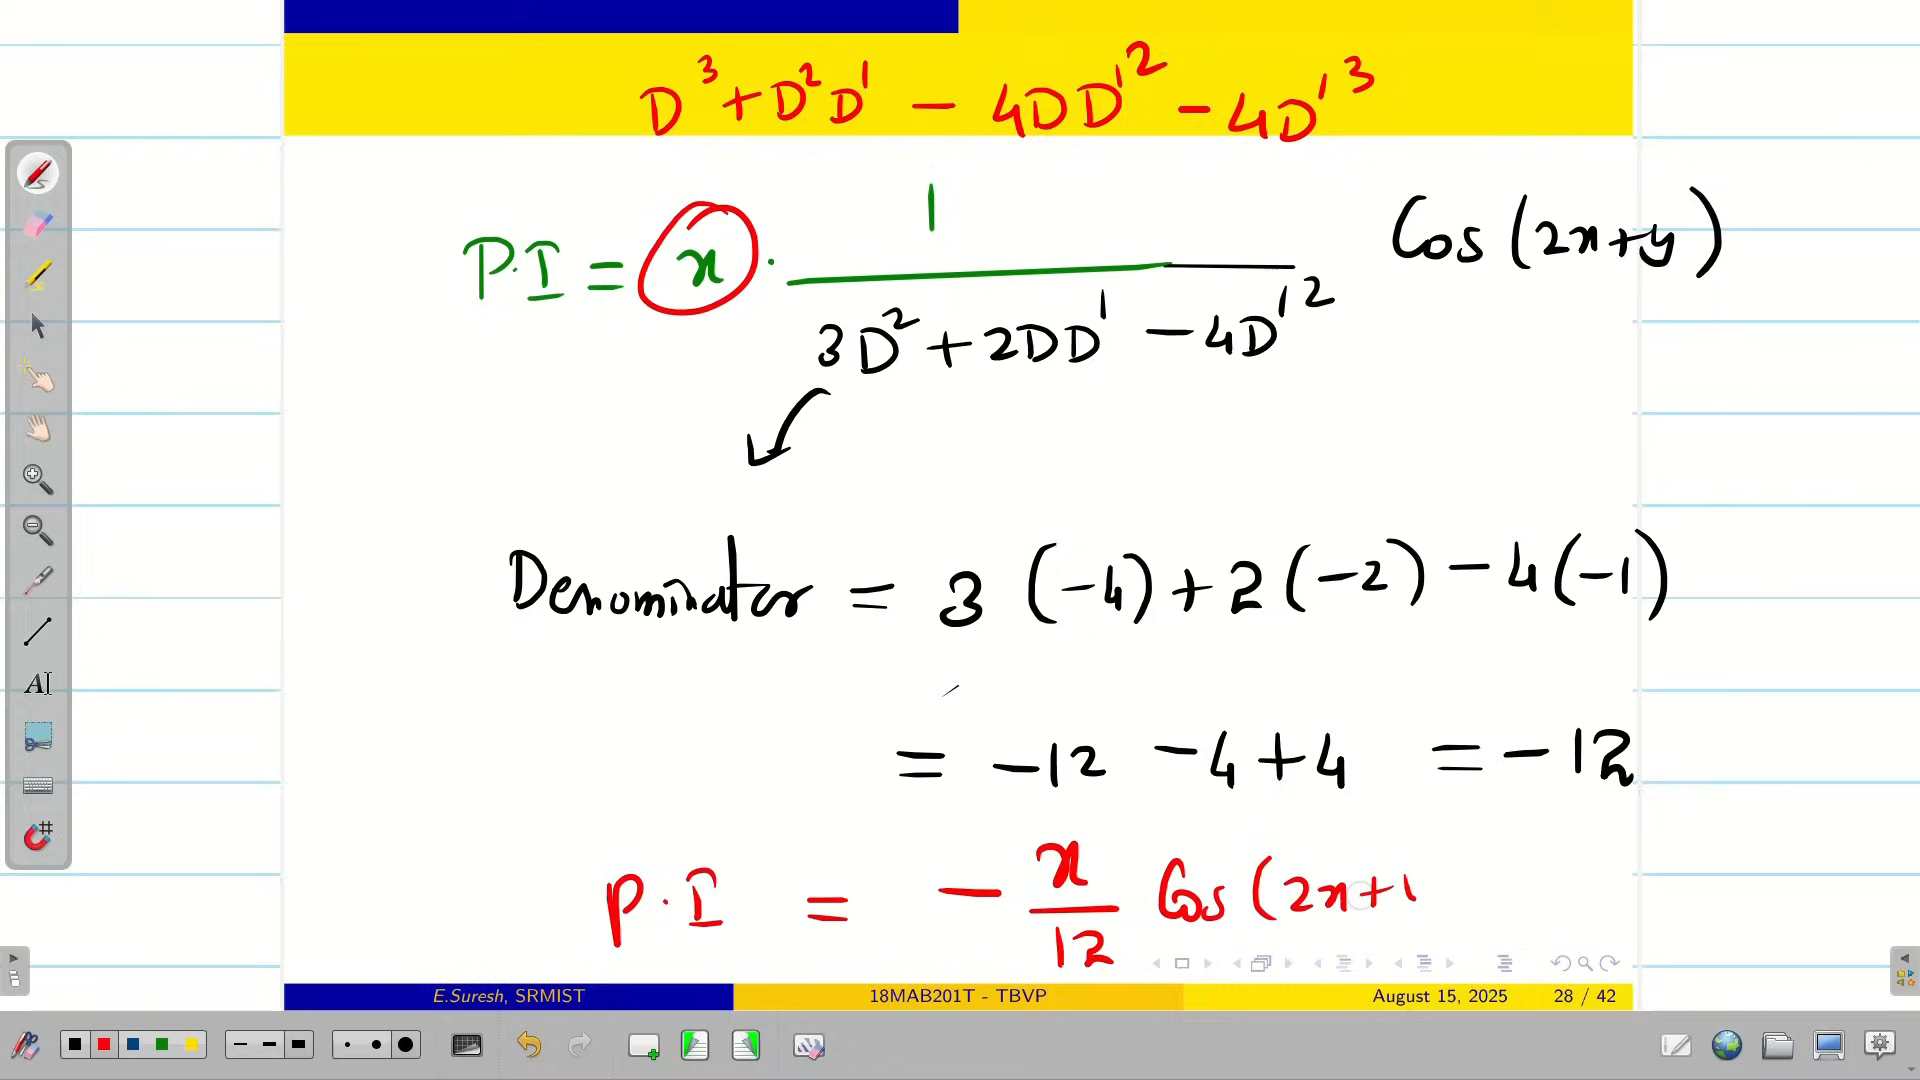 D³ + D²D' - 4DD'² - 4D'³
P.I = x . 1 / (3D² + 2DD' - 4D'²) Cos (2x+y)
Denominator = 3 (-4) + 2 (-2) - 4 (-1)
= -12 -4 + 4 = -12
P.I = - x/12 Cos (2x+
E.Suresh, SRMIST 18MAB201T - TBVP August 15, 2025 28 / 42